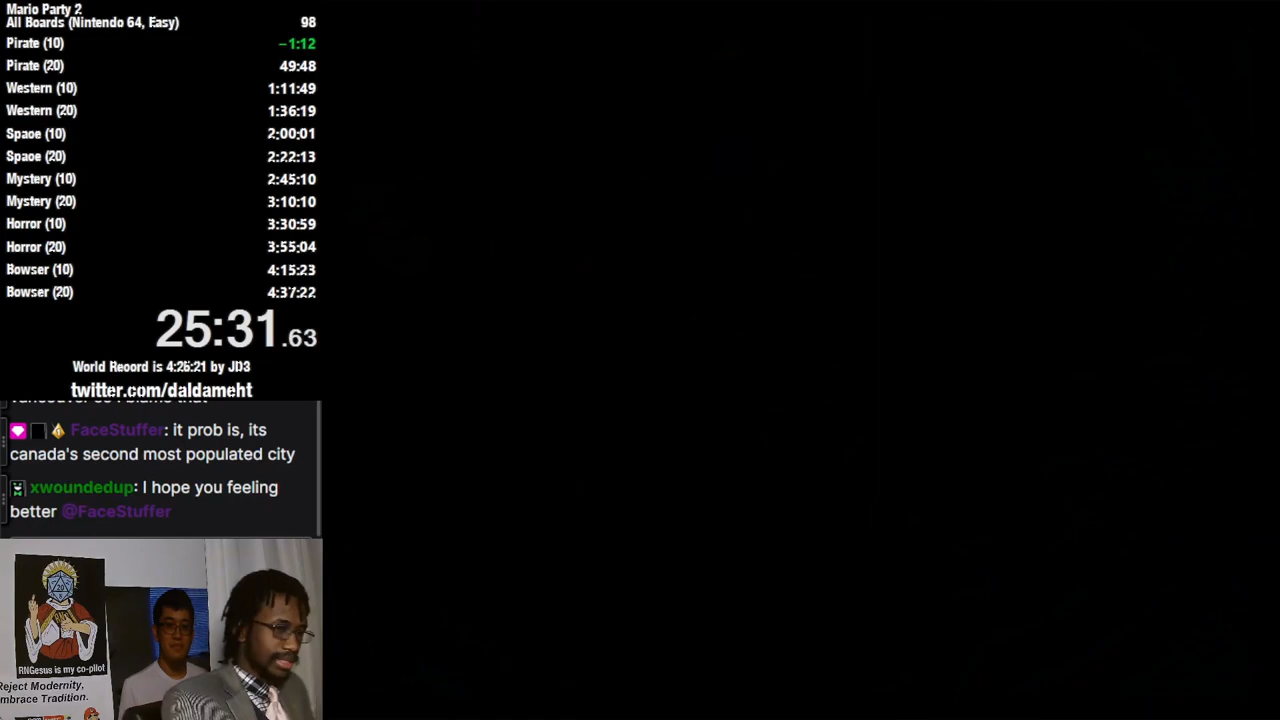 Mario Party 2
All Boards (Nintendo 64, Easy) 98
Pirate (10) −1:12
Pirate (20) 49:48
Western (10) 1:11:49
Western (20) 1:36:19
Spaoe (10) 2:00:01
Spaoe (20) 2:22:13
Mystery (10) 2:45:10
Mystery (20) 3:10:10
Horror (10) 3:30:59
Horror (20) 3:55:04
Bowser (10) 4:15:23
Bowser (20) 4:37:22
25:31.63
World Reoord is 4:26:21 by JD3
twitter.com/daldameht
FaceStuffer: it prob is, its
canada's second most populated city
xwoundedup: I hope you feeling
better @FaceStuffer
RNGesus is my co-pilot
Reject Modernity,
mbrace Tradition.